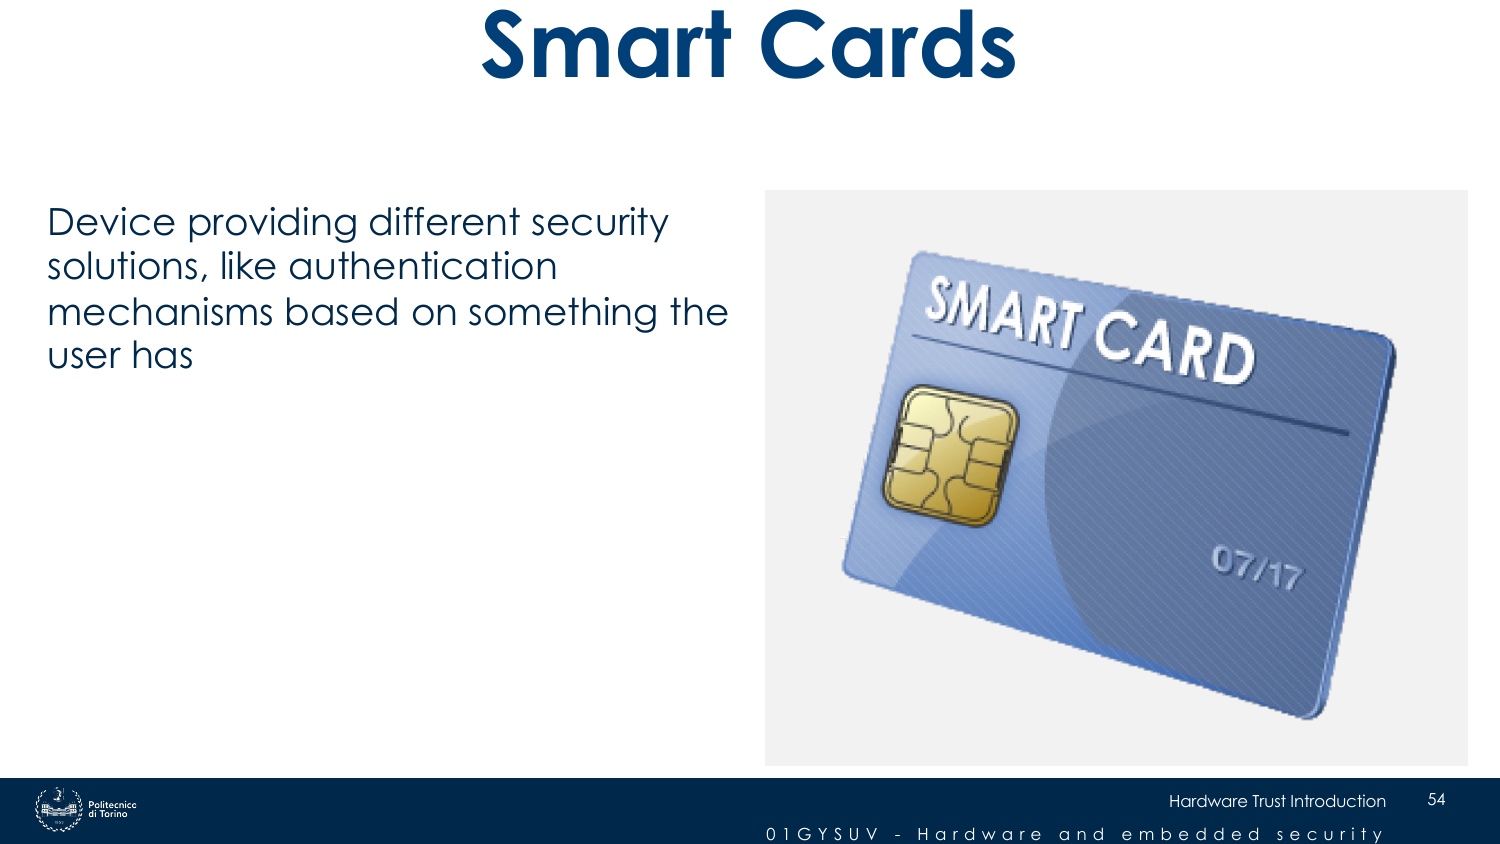 Smart Cards
Device providing different security
solutions, like authentication
mechanisms based on something the
user has
SMART CARD
07/17
Politecnico
di Torino
Hardware Trust Introduction
54
01GYSUV - Hardware and embedded security